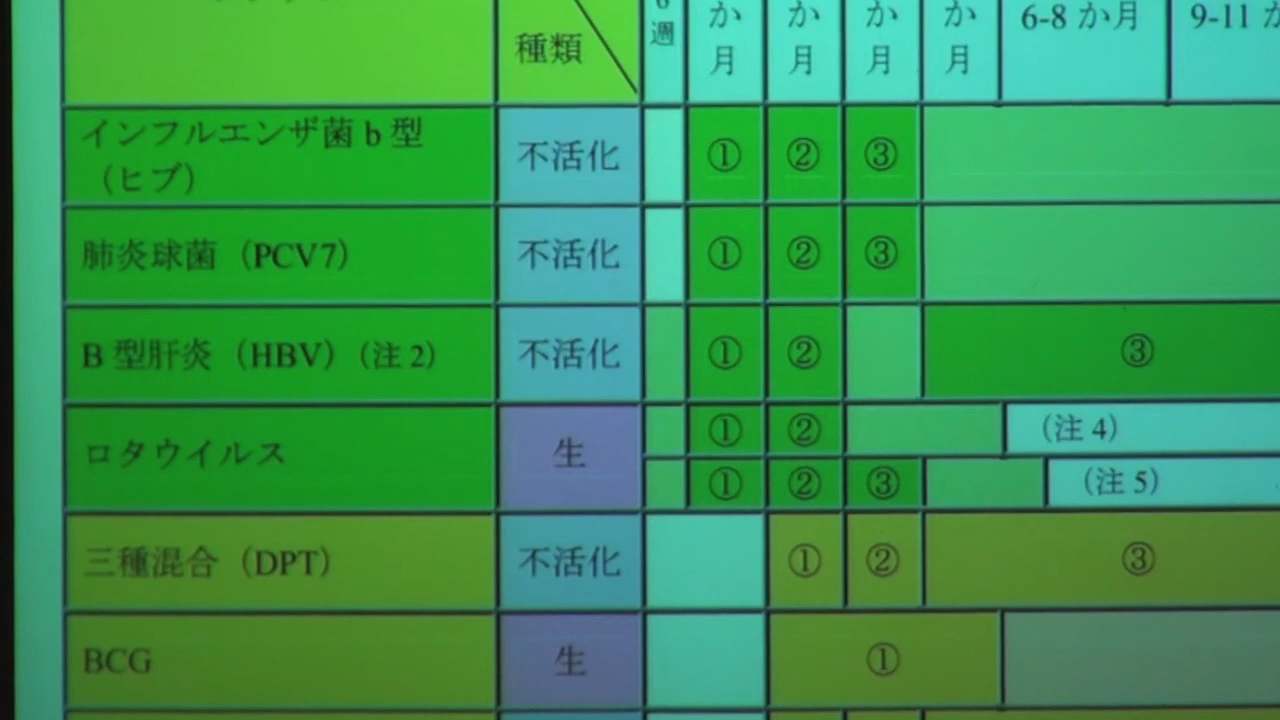 種類
週
か月
か月
か月
か月
6-8 か月
9-11 か
インフルエンザ菌 b 型
（ヒブ）
不活化
①
②
③
肺炎球菌（PCV7）
不活化
①
②
③
B 型肝炎（HBV）（注 2）
不活化
①
②
③
ロタウイルス
生
①
②
（注 4）
①
②
③
（注 5）
三種混合（DPT）
不活化
①
②
③
BCG
生
①